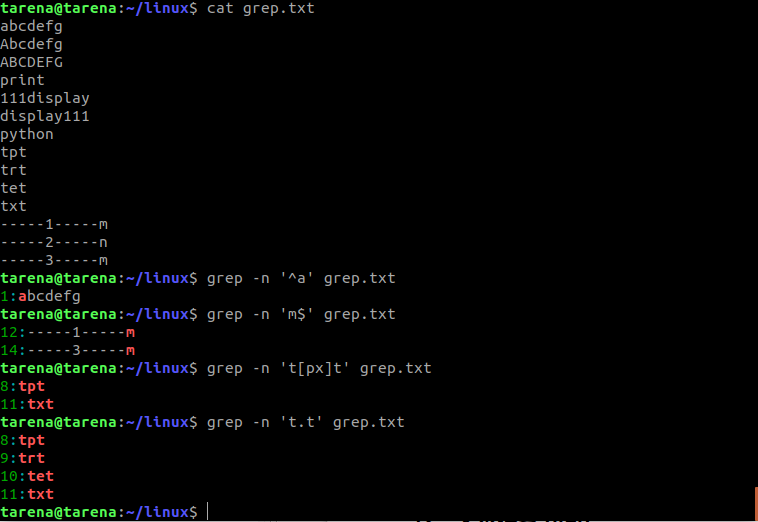 tarena@tarena:~/linux$ cat grep.txt
abcdefg
Abcdefg
ABCDEFG
print
111display
display111
python
tpt
trt
tet
txt
-----1-----m
-----2-----n
-----3-----m
tarena@tarena:~/linux$ grep -n '^a' grep.txt
1:abcdefg
tarena@tarena:~/linux$ grep -n 'm$' grep.txt
12:-----1-----m
14:-----3-----m
tarena@tarena:~/linux$ grep -n 't[px]t' grep.txt
8:tpt
11:txt
tarena@tarena:~/linux$ grep -n 't.t' grep.txt
8:tpt
9:trt
10:tet
11:txt
tarena@tarena:~/linux$